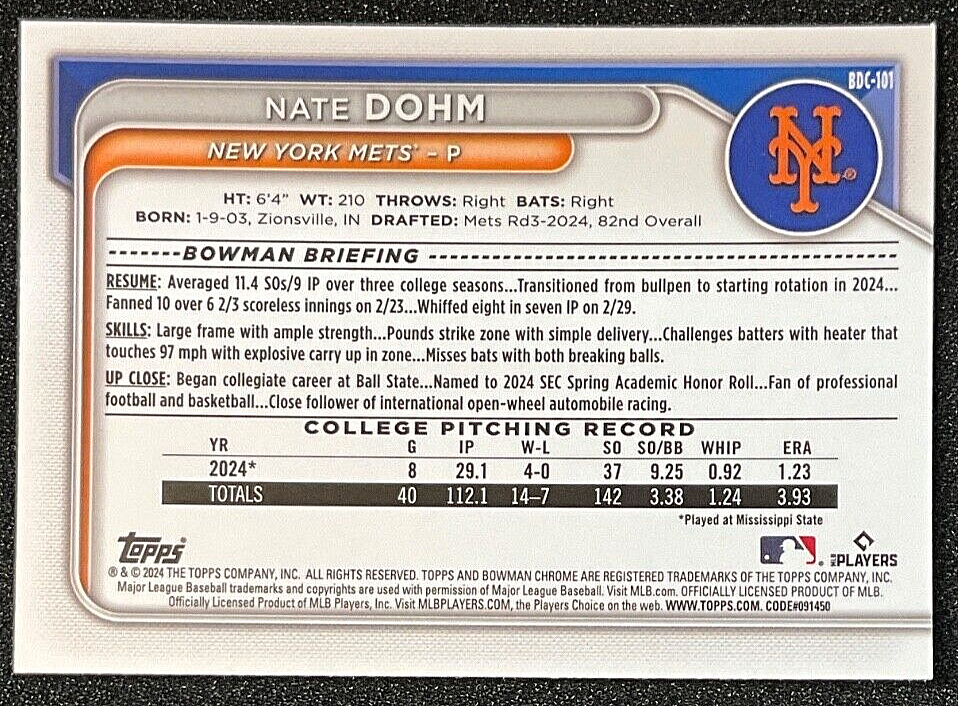 BDC-101
NATE DOHM
NEW YORK METS® – P
NY ®
HT: 6'4" WT: 210 THROWS: Right BATS: Right
BORN: 1-9-03, Zionsville, IN DRAFTED: Mets Rd3-2024, 82nd Overall
-------BOWMAN BRIEFING -------
RESUME: Averaged 11.4 SOs/9 IP over three college seasons...Transitioned from bullpen to starting rotation in 2024...
Fanned 10 over 6 2/3 scoreless innings on 2/23...Whiffed eight in seven IP on 2/29.
SKILLS: Large frame with ample strength...Pounds strike zone with simple delivery...Challenges batters with heater that
touches 97 mph with explosive carry up in zone...Misses bats with both breaking balls.
UP CLOSE: Began collegiate career at Ball State...Named to 2024 SEC Spring Academic Honor Roll...Fan of professional
football and basketball...Close follower of international open-wheel automobile racing.
COLLEGE PITCHING RECORD
YR G IP W-L SO SO/BB WHIP ERA
2024* 8 29.1 4-0 37 9.25 0.92 1.23
TOTALS 40 112.1 14–7 142 3.38 1.24 3.93
*Played at Mississippi State
Topps
MLB PLAYERS
® & © 2024 THE TOPPS COMPANY, INC. ALL RIGHTS RESERVED. TOPPS AND BOWMAN CHROME ARE REGISTERED TRADEMARKS OF THE TOPPS COMPANY, INC.
Major League Baseball trademarks and copyrights are used with permission of Major League Baseball. Visit MLB.com. OFFICIALLY LICENSED PRODUCT OF MLB.
Officially Licensed Product of MLB Players, Inc. Visit MLBPLAYERS.COM, the Players Choice on the web. WWW.TOPPS.COM. CODE#091450